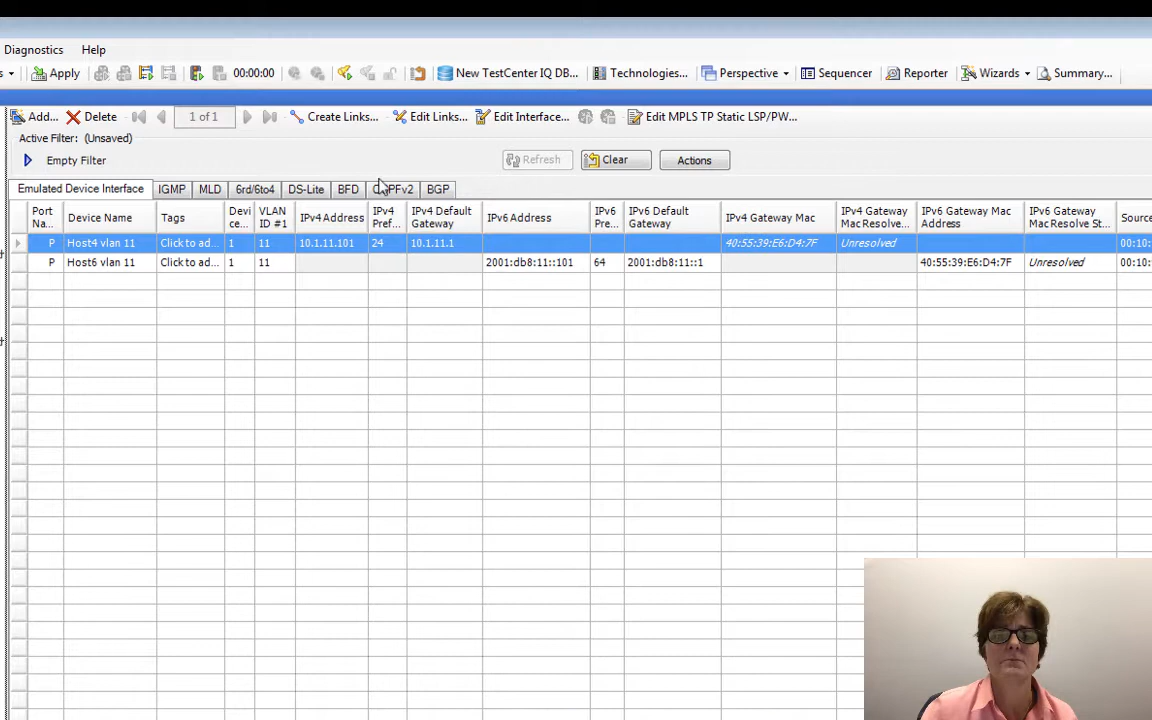 Diagnostics Help
Apply 00:00:00 New TestCenter IQ DB... Technologies... Perspective Sequencer Reporter Wizards Summary...
Add... Delete 1 of 1 Create Links... Edit Links... Edit Interface... Edit MPLS TP Static LSP/PW...
Active Filter: (Unsaved)
Empty Filter Refresh Clear Actions
Emulated Device Interface IGMP MLD 6rd/6to4 DS-Lite BFD BGP
Port Na... Device Name Tags Devi ce... VLAN ID #1 IPv4 Address IPv4 Pref... IPv4 Default Gateway IPv6 Address IPv6 Pre... IPv6 Default Gateway IPv4 Gateway Mac IPv4 Gateway Mac Resolve... IPv6 Gateway Mac Address IPv6 Gateway Mac Resolve St... Source
P Host4 vlan 11 Click to ad... 1 11 10.1.11.101 24 10.1.11.1 40:55:39:E6:D4:7F Unresolved 00:10:
P Host6 vlan 11 Click to ad... 1 11 2001:db8:11::101 64 2001:db8:11::1 40:55:39:E6:D4:7F Unresolved 00:10: